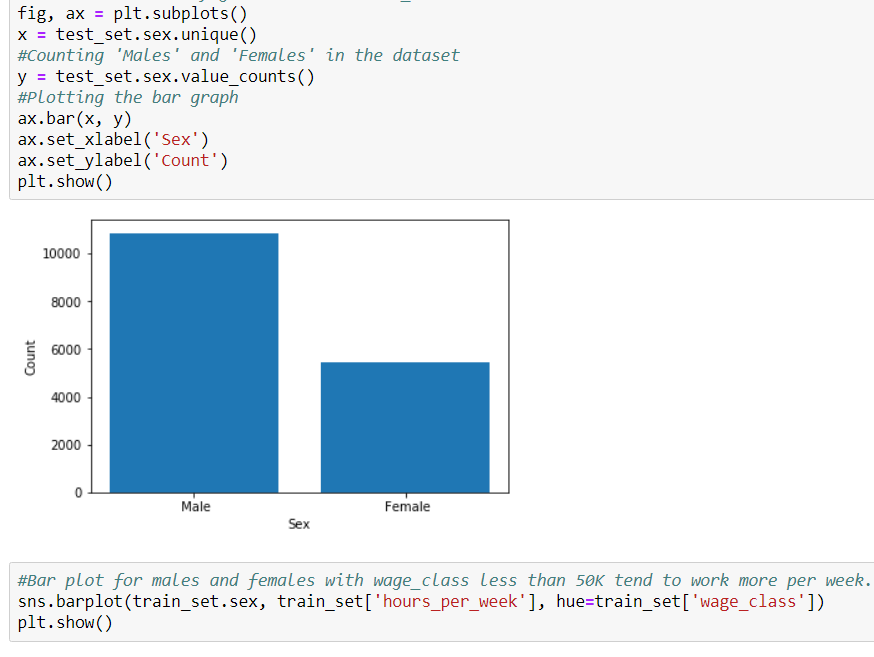 fig, ax = plt.subplots()
x = test_set.sex.unique()
#Counting 'Males' and 'Females' in the dataset
y = test_set.sex.value_counts()
#Plotting the bar graph
ax.bar(x, y)
ax.set_xlabel('Sex')
ax.set_ylabel('Count')
plt.show()
10000
8000
6000
4000
2000
0
Count
Male Female
Sex
#Bar plot for males and females with wage_class less than 50K tend to work more per week.
sns.barplot(train_set.sex, train_set['hours_per_week'], hue=train_set['wage_class'])
plt.show()